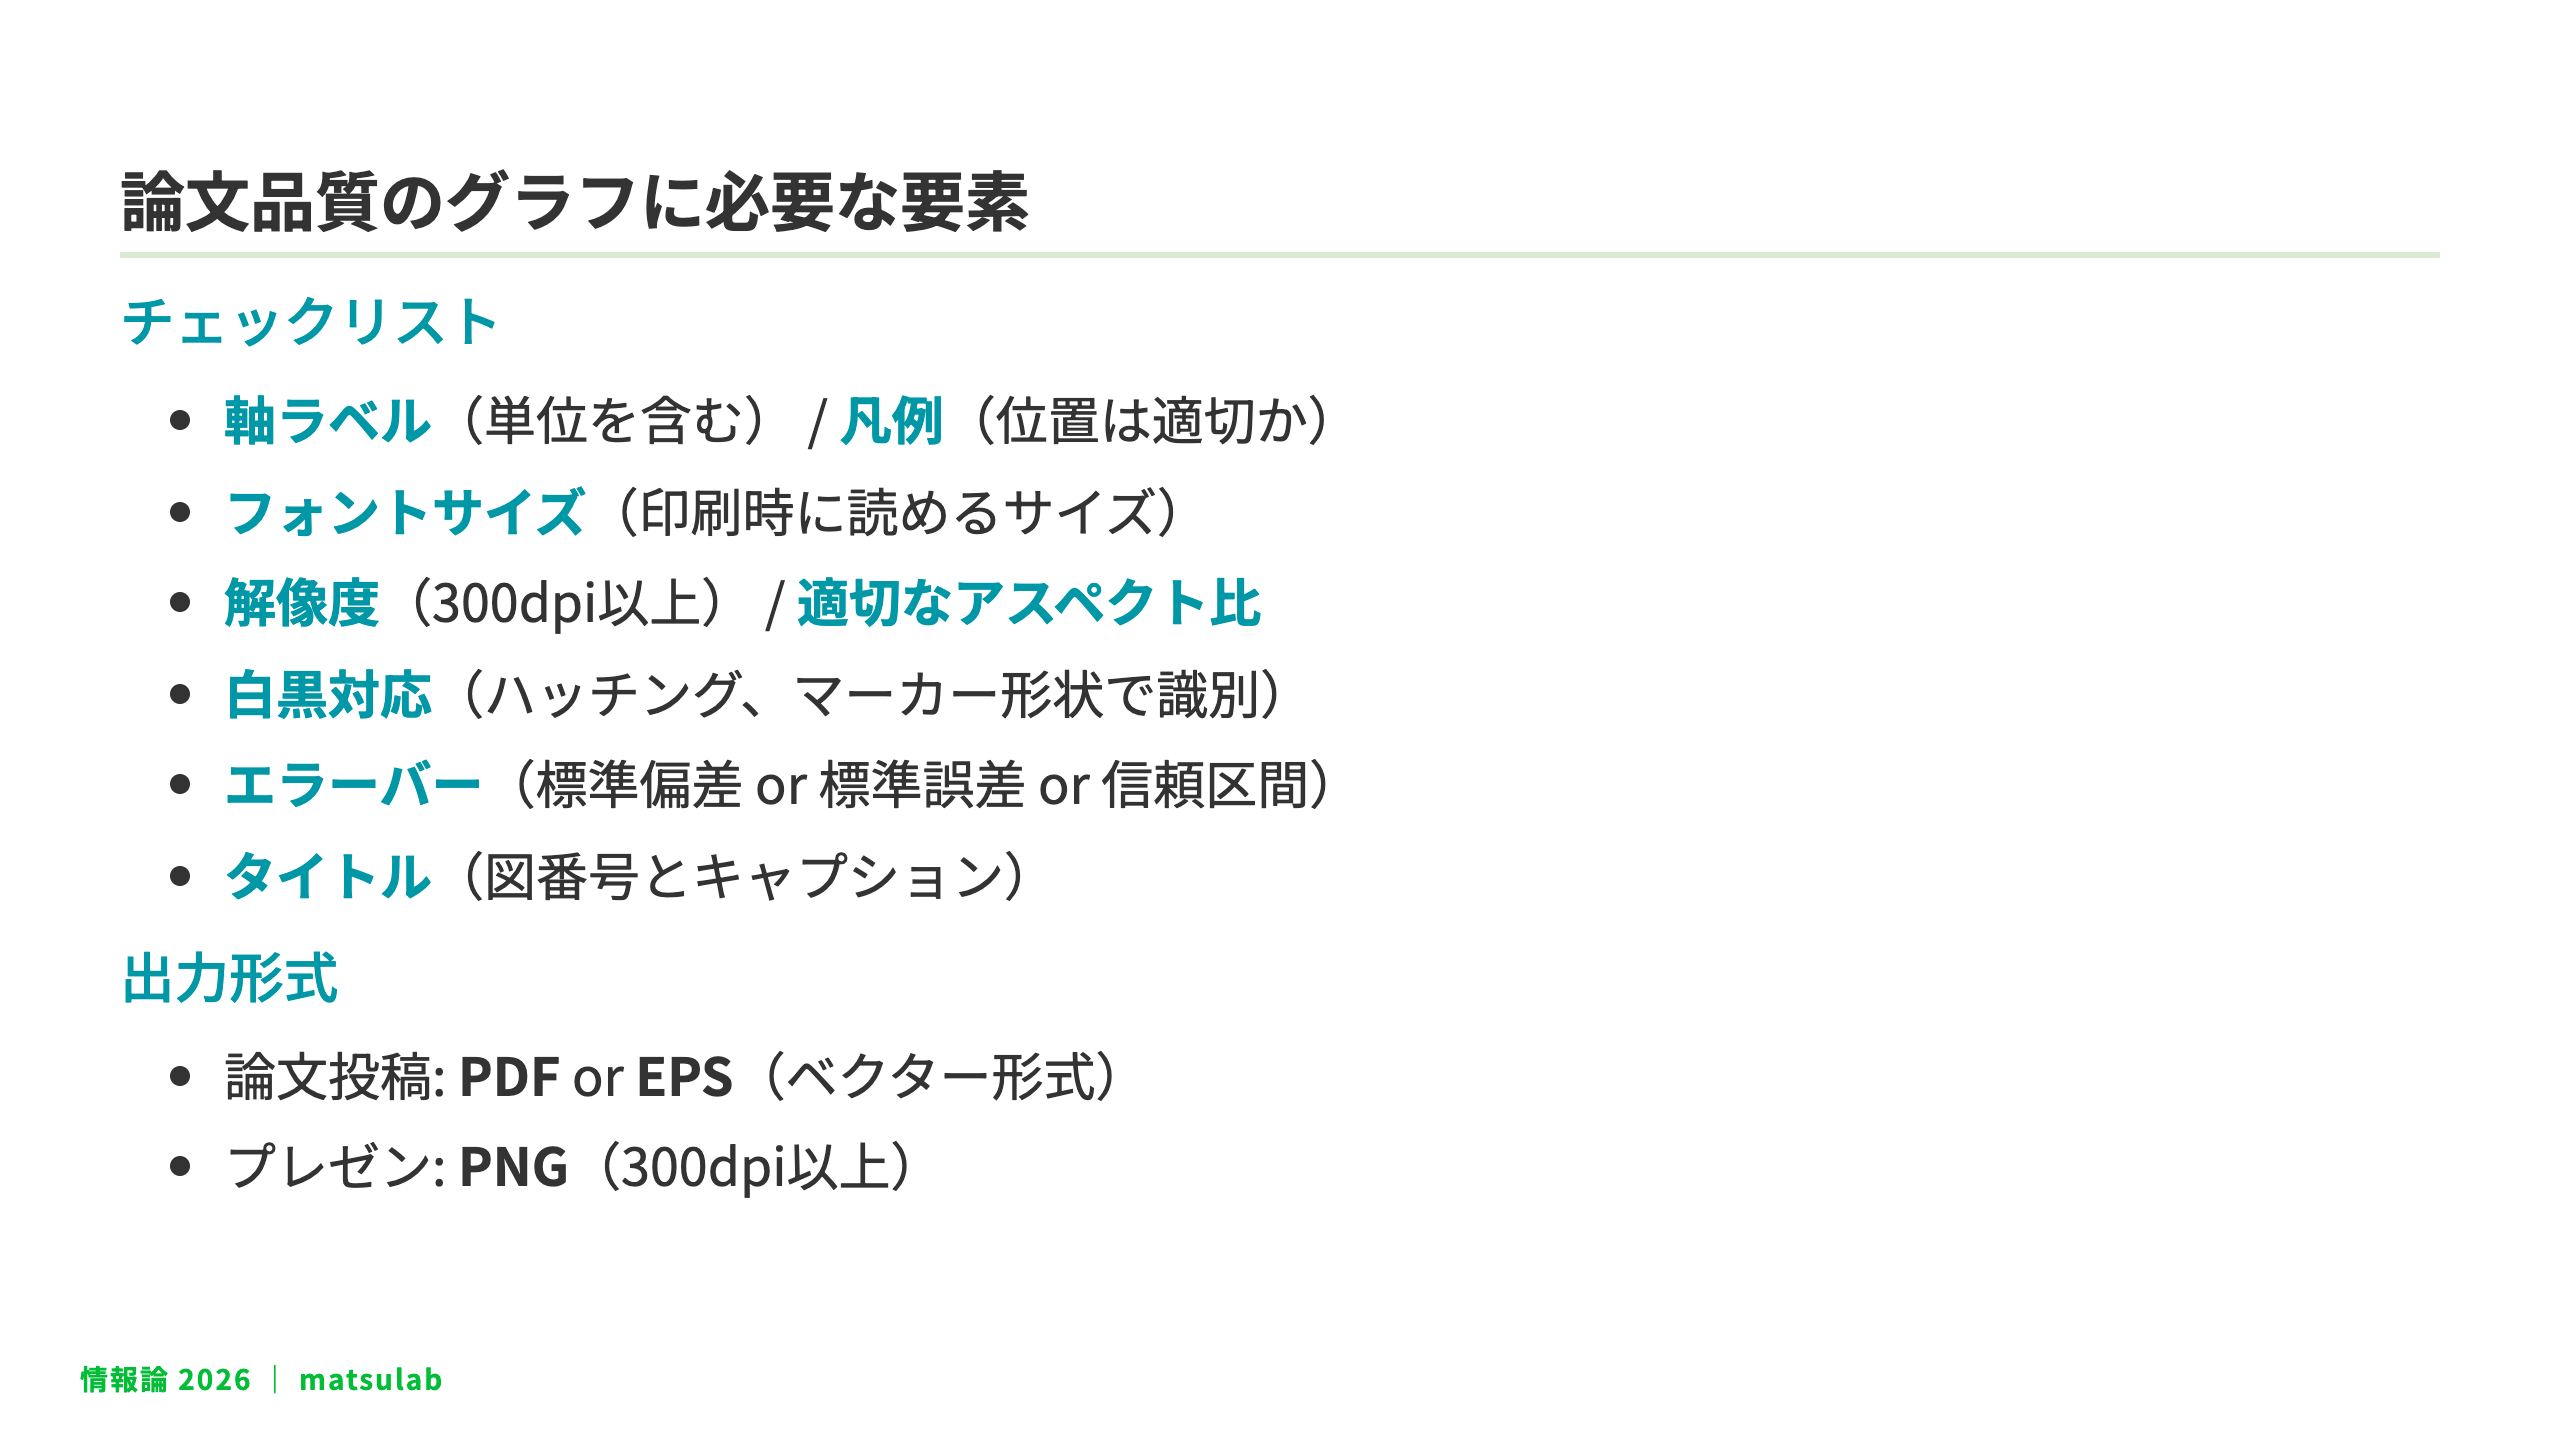 論文品質のグラフに必要な要素
チェックリスト
• 軸ラベル（単位を含む） / 凡例（位置は適切か）
• フォントサイズ（印刷時に読めるサイズ）
• 解像度（300dpi以上） / 適切なアスペクト比
• 白黒対応（ハッチング、マーカー形状で識別）
• エラーバー（標準偏差 or 標準誤差 or 信頼区間）
• タイトル（図番号とキャプション）
出力形式
• 論文投稿: PDF or EPS（ベクター形式）
• プレゼン: PNG（300dpi以上）
情報論 2026 ｜ matsulab